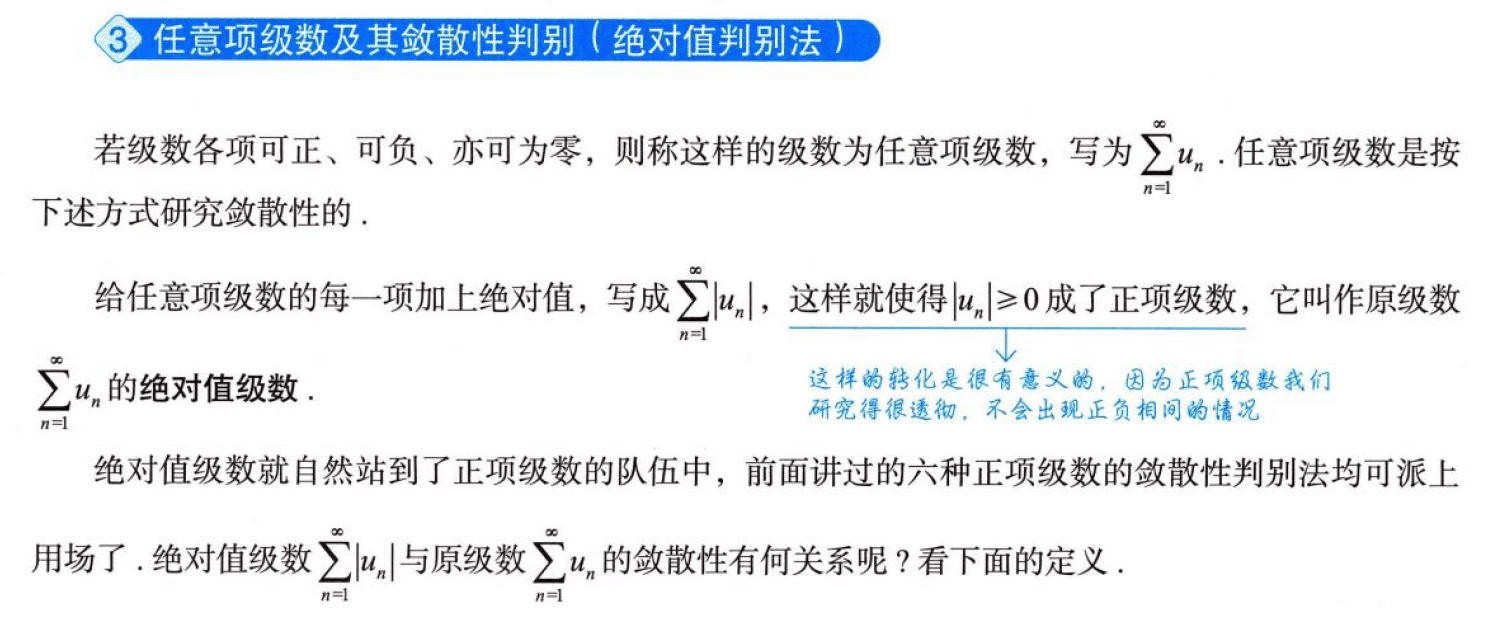 3 任意项级数及其敛散性判别（绝对值判别法）
若级数各项可正、可负、亦可为零，则称这样的级数为任意项级数，写为 $\sum_{n=1}^{\infty} u_n$ . 任意项级数是按
下述方式研究敛散性的 .
给任意项级数的每一项加上绝对值，写成 $\sum_{n=1}^{\infty} |u_n|$，这样就使得 $|u_n| \geqslant 0$ 成了正项级数，它叫作原级数
$\sum_{n=1}^{\infty} u_n$ 的绝对值级数 .
这样的转化是很有意义的，因为正项级数我们
研究得很透彻，不会出现正负相间的情况
绝对值级数就自然站到了正项级数的队伍中，前面讲过的六种正项级数的敛散性判别法均可派上
用场了 . 绝对值级数 $\sum_{n=1}^{\infty} |u_n|$ 与原级数 $\sum_{n=1}^{\infty} u_n$ 的敛散性有何关系呢？看下面的定义 .